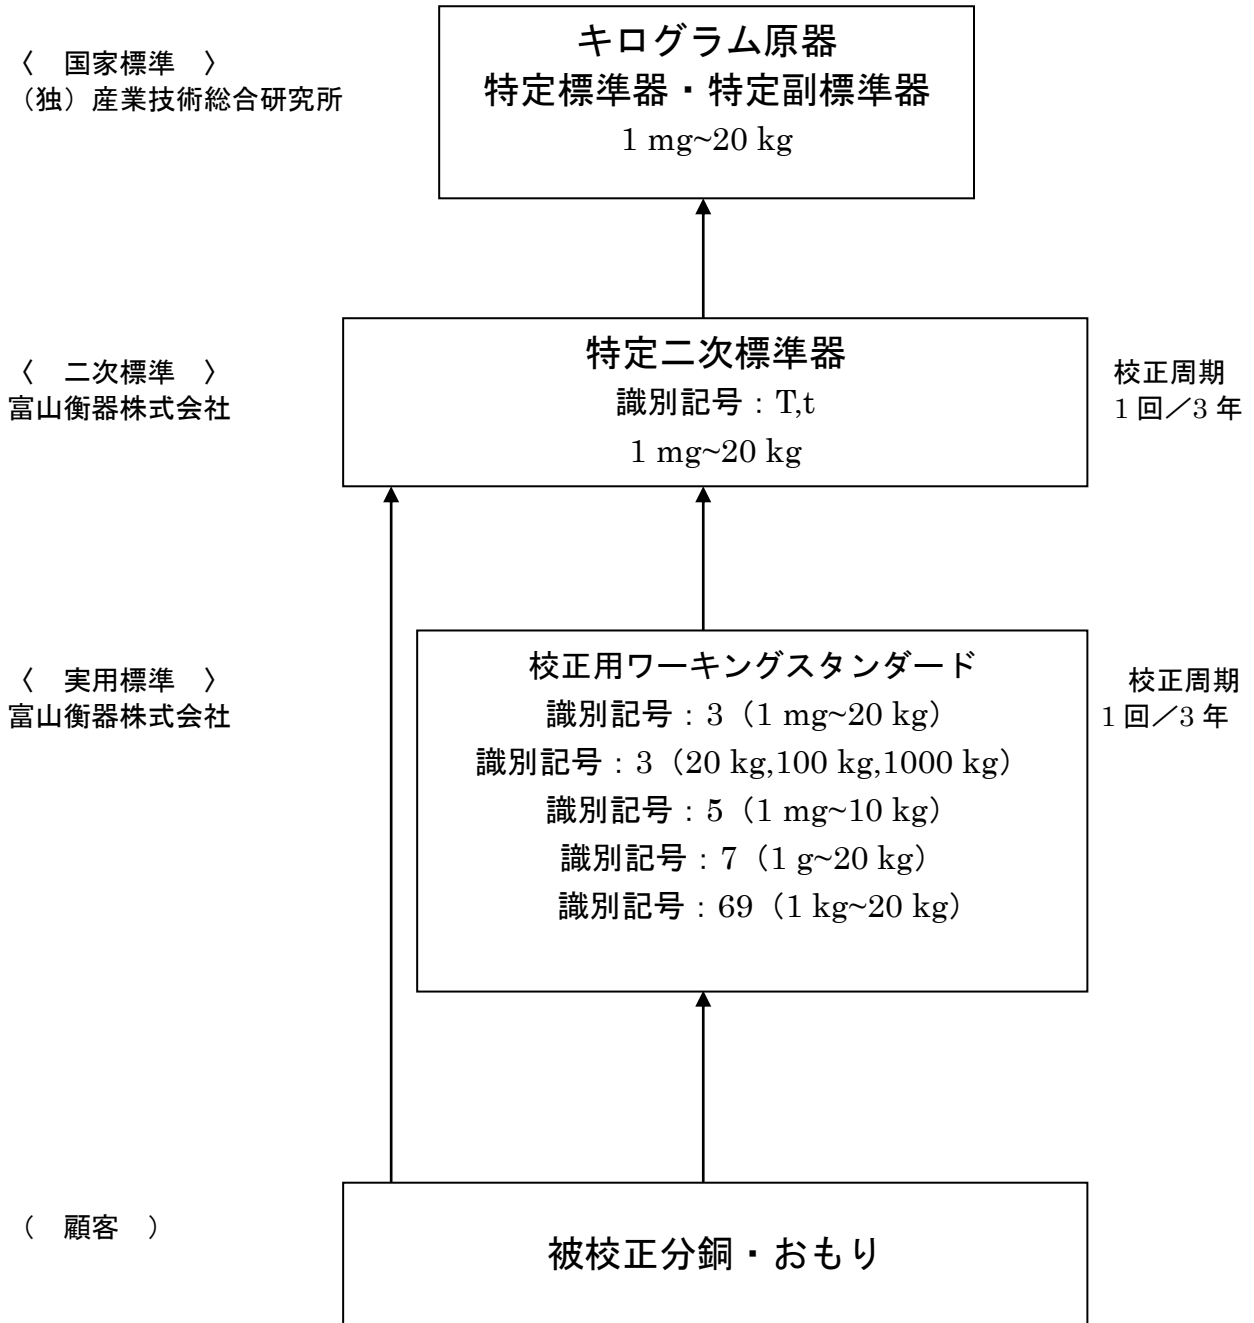 〈　国家標準　〉
（独）産業技術総合研究所
キログラム原器
特定標準器・特定副標準器
1 mg~20 kg
〈　二次標準　〉
富山衡器株式会社
特定二次標準器
識別記号：T,t
1 mg~20 kg
校正周期
1 回／3 年
〈　実用標準　〉
富山衡器株式会社
校正用ワーキングスタンダード
識別記号：3（1 mg~20 kg）
識別記号：3（20 kg,100 kg,1000 kg）
識別記号：5（1 mg~10 kg）
識別記号：7（1 g~20 kg）
識別記号：69（1 kg~20 kg）
校正周期
1 回／3 年
（　顧客　）
被校正分銅・おもり